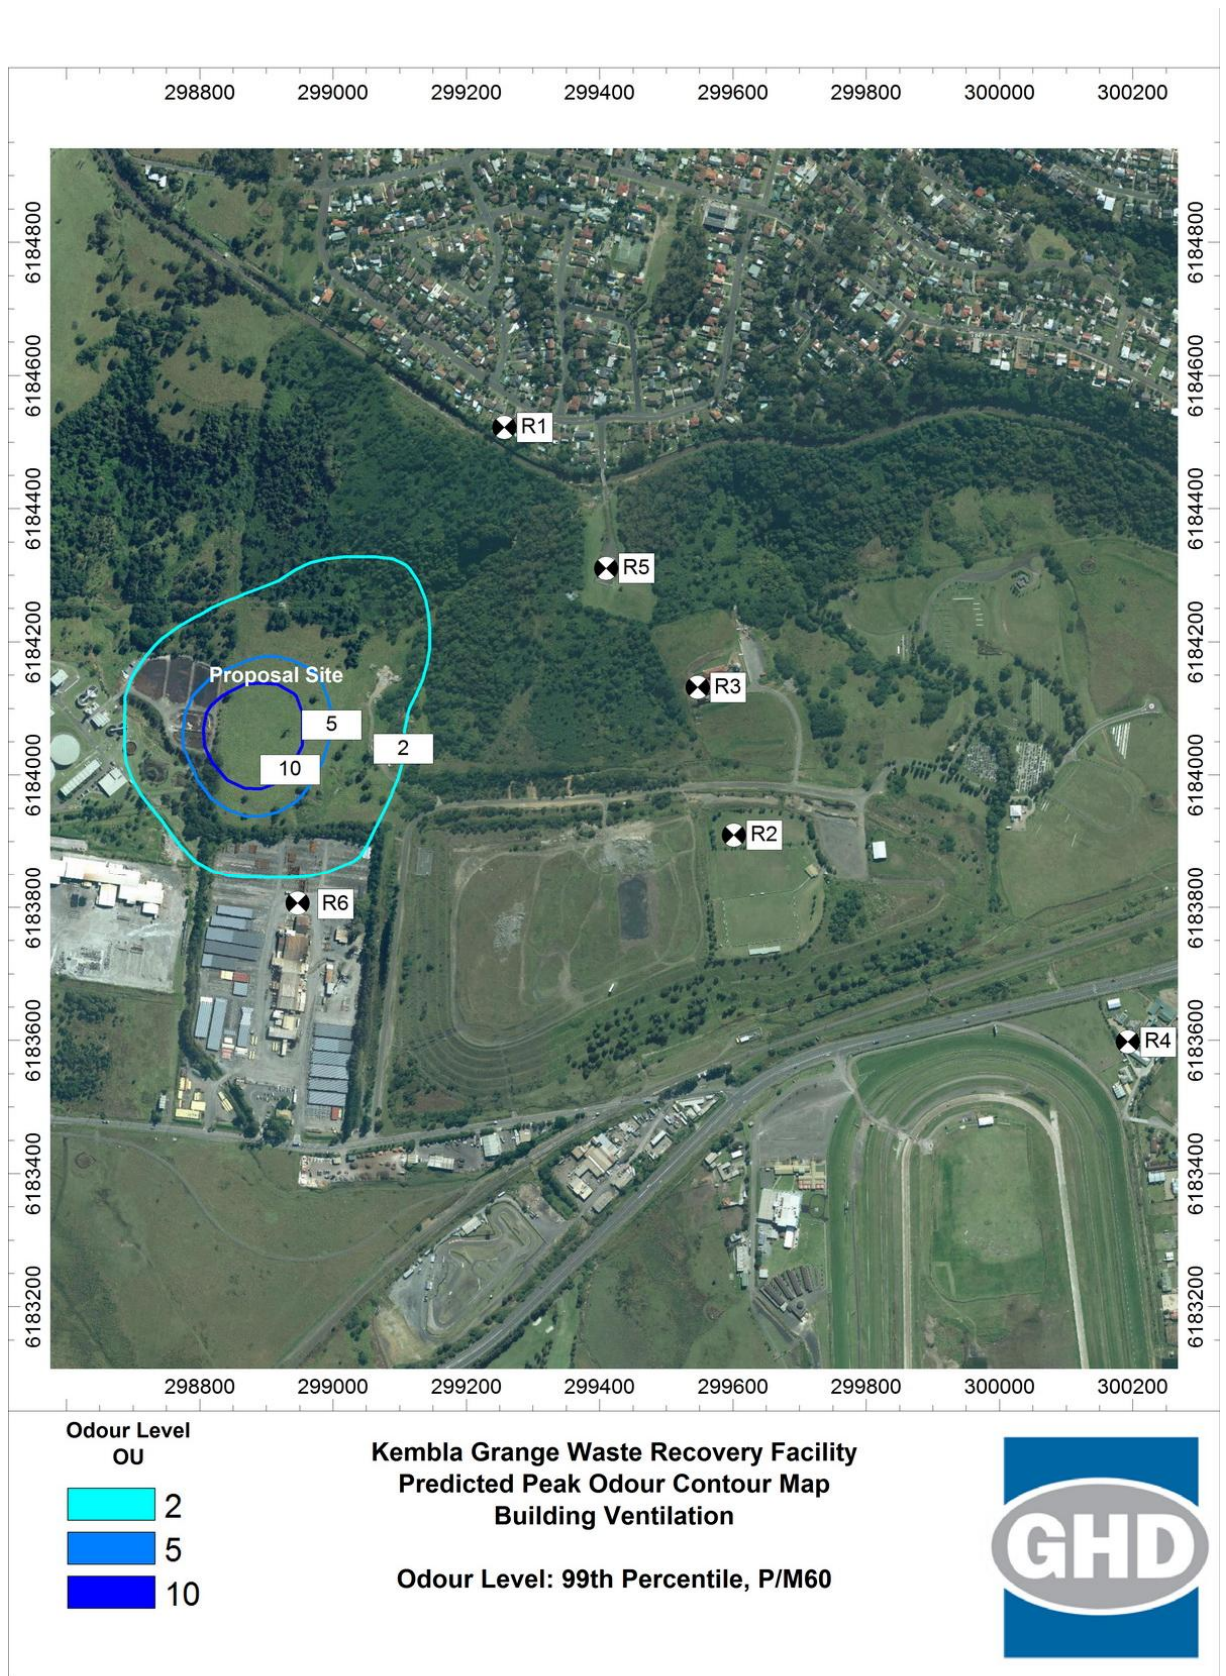 298800 299000 299200 299400 299600 299800 300000 300200
6184800
6184800
6184600
6184600
R1
6184400
6184400
R5
6184200
6184200
Proposal Site
R3
5
2
10
6184000
6184000
R2
6183800
6183800
R6
6183600
6183600
R4
6183400
6183400
6183200
6183200
298800 299000 299200 299400 299600 299800 300000 300200
Odour Level
OU
2
5
10
Kembla Grange Waste Recovery Facility
Predicted Peak Odour Contour Map
Building Ventilation
Odour Level: 99th Percentile, P/M60
GHD